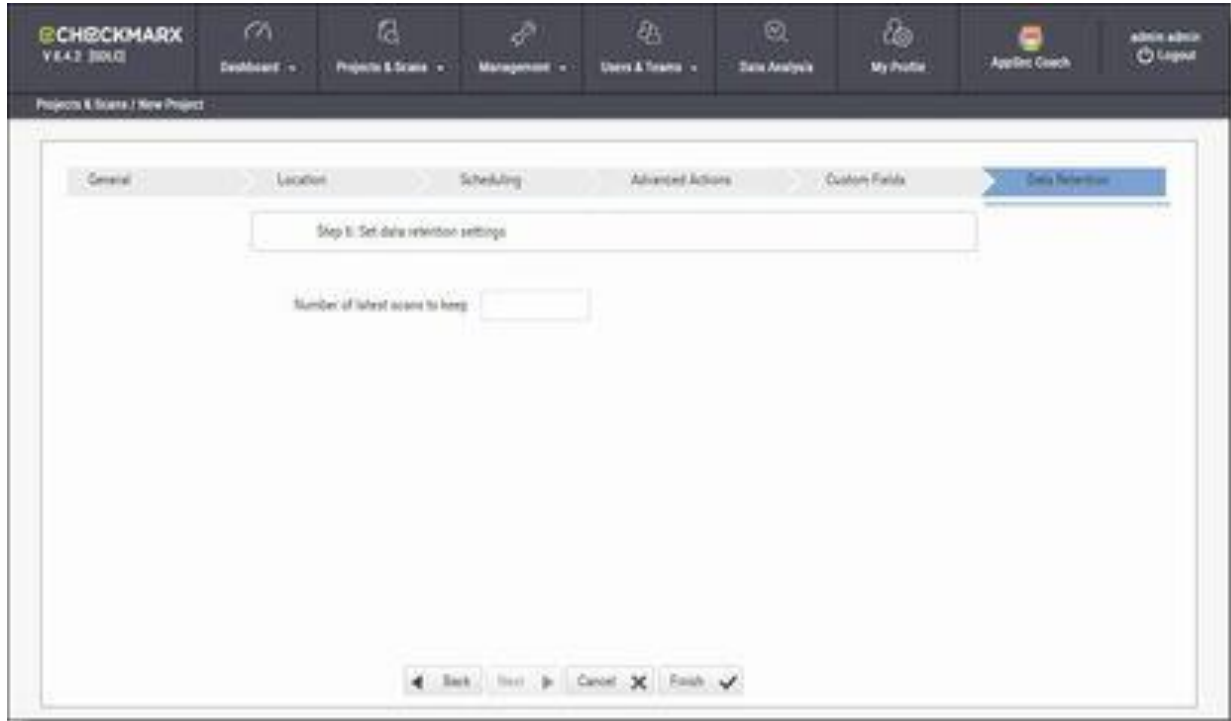 CHECKMARX
V 8.4.2
Dashboard
Projects & Scans
Management
Users & Teams
Data Analysis
My Profile
AppSec Coach
admin admin
Logout
Projects & Scans / New Project
General
Location
Scheduling
Advanced Actions
Custom Fields
Data Retention
Step 6: Set data retention settings
Number of latest scans to keep
Back
Next
Cancel
Finish